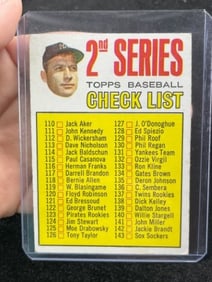 2nd SERIES
TOPPS BASEBALL
CHECK LIST
110 Jack Aker
111 John Kennedy
112 D. Wickersham
113 Dave Nicholson
114 Jack Baldschun
115 Paul Casanova
116 Herman Franks
117 Darrell Brandon
118 Bernie Allen
119 W. Blasingame
120 Floyd Robinson
121 Ed Bressoud
122 George Brunet
123 Pirates Rookies
124 Jim Stewart
125 Moe Drabowsky
126 Tony Taylor
127 J. O'Donoghue
128 Ed Spiezio
129 Phil Roof
130 Phil Regan
131 Yankees Team
132 Ozzie Virgil
133 Ron Kline
134 Gates Brown
135 Deron Johnson
136 C. Sembera
137 Twins Rookies
138 Dick Kelley
139 Dalton Jones
140 Willie Stargell
141 John Miller
142 Jackie Brandt
143 Sox Sockers